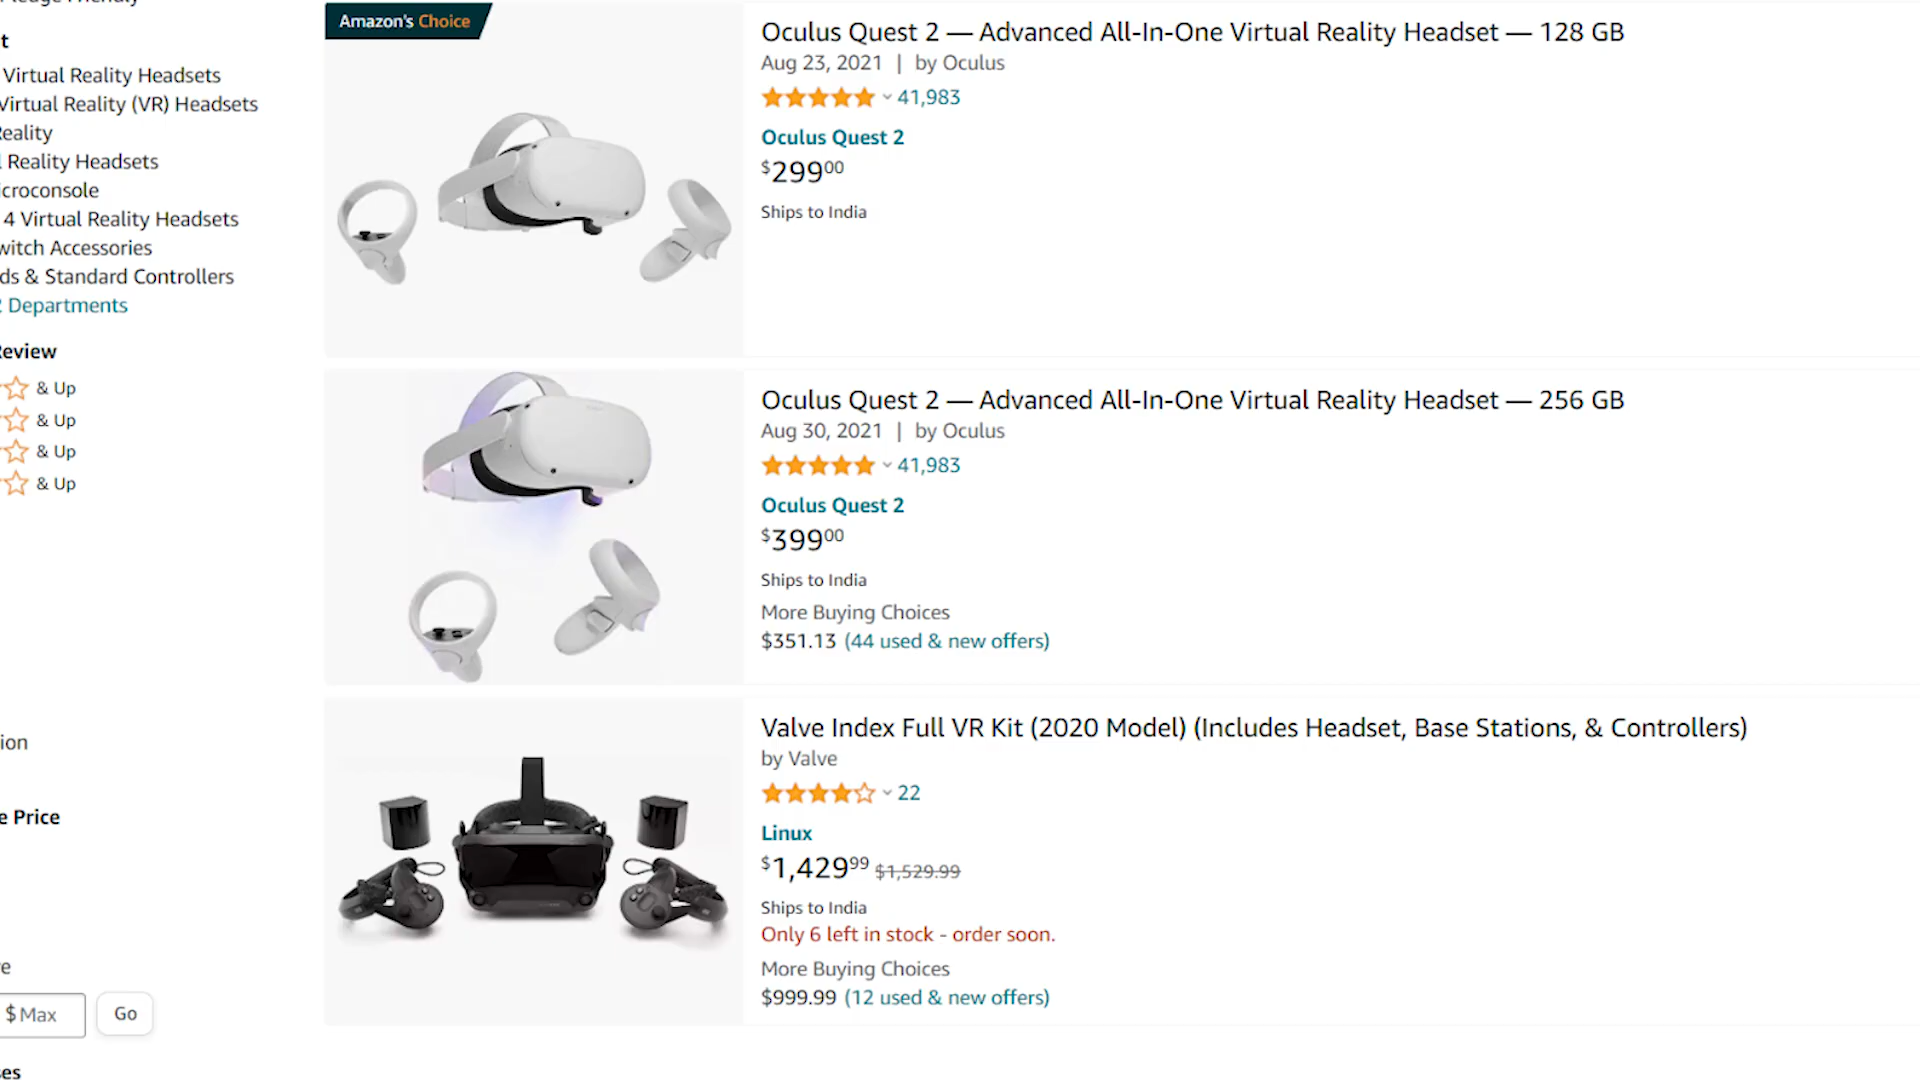 t
Virtual Reality Headsets
Virtual Reality (VR) Headsets
Reality
l Reality Headsets
icroconsole
4 Virtual Reality Headsets
witch Accessories
ds & Standard Controllers
2 Departments
Review
& Up
& Up
& Up
& Up
ion
e Price
e
$ Max
Go
ses
Amazon's Choice
Oculus Quest 2 — Advanced All-In-One Virtual Reality Headset — 128 GB
Aug 23, 2021 | by Oculus
41,983
Oculus Quest 2
$29900
Ships to India
Oculus Quest 2 — Advanced All-In-One Virtual Reality Headset — 256 GB
Aug 30, 2021 | by Oculus
41,983
Oculus Quest 2
$39900
Ships to India
More Buying Choices
$351.13 (44 used & new offers)
Valve Index Full VR Kit (2020 Model) (Includes Headset, Base Stations, & Controllers)
by Valve
22
Linux
$1,42999 $1,529.99
Ships to India
Only 6 left in stock - order soon.
More Buying Choices
$999.99 (12 used & new offers)